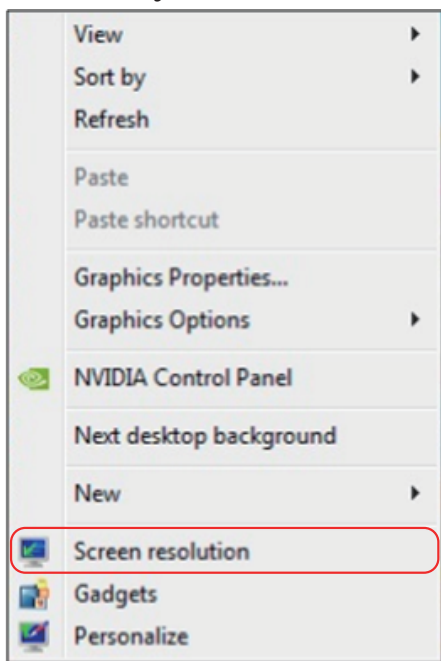 View
Sort by
Refresh
Paste
Paste shortcut
Graphics Properties...
Graphics Options
NVIDIA Control Panel
Next desktop background
New
Screen resolution
Gadgets
Personalize